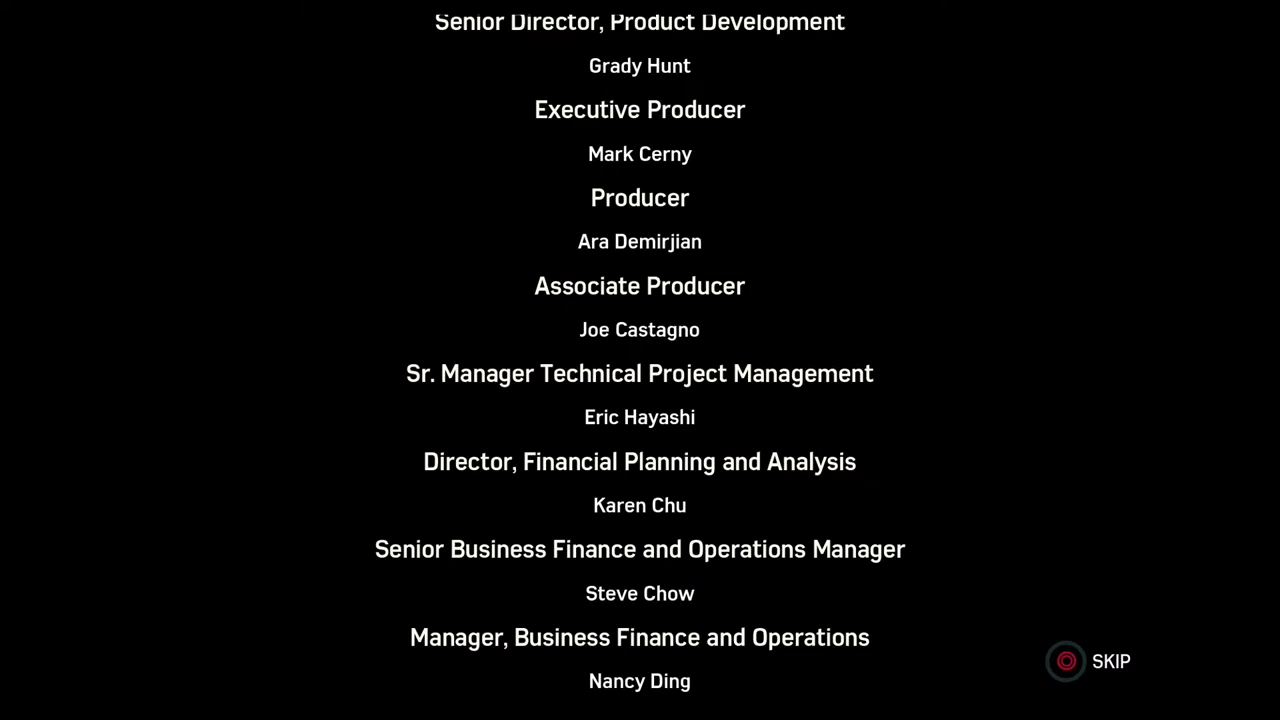 Senior Director, Product Development
Grady Hunt
Executive Producer
Mark Cerny
Producer
Ara Demirjian
Associate Producer
Joe Castagno
Sr. Manager Technical Project Management
Eric Hayashi
Director, Financial Planning and Analysis
Karen Chu
Senior Business Finance and Operations Manager
Steve Chow
Manager, Business Finance and Operations
Nancy Ding
SKIP